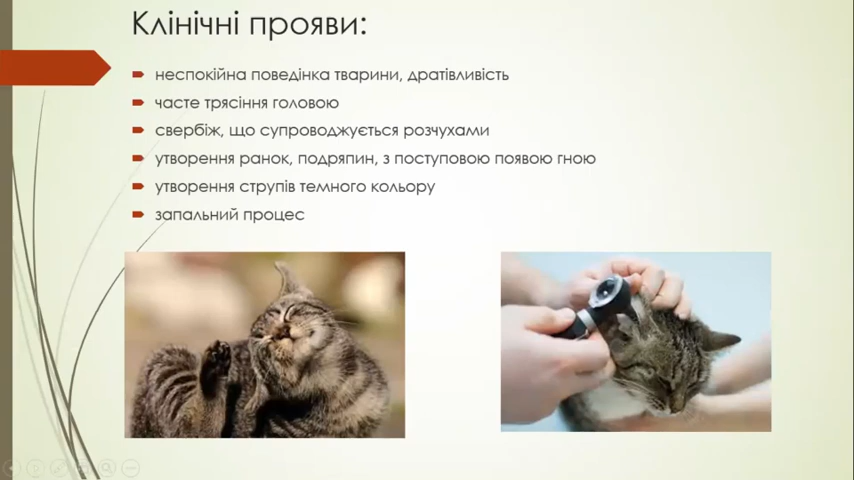 Клінічні прояви:
неспокійна поведінка тварини, дратівливість
часте трясіння головою
свербіж, що супроводжується розчухами
утворення ранок, подряпин, з поступовою появою гною
утворення струпів темного кольору
запальний процес